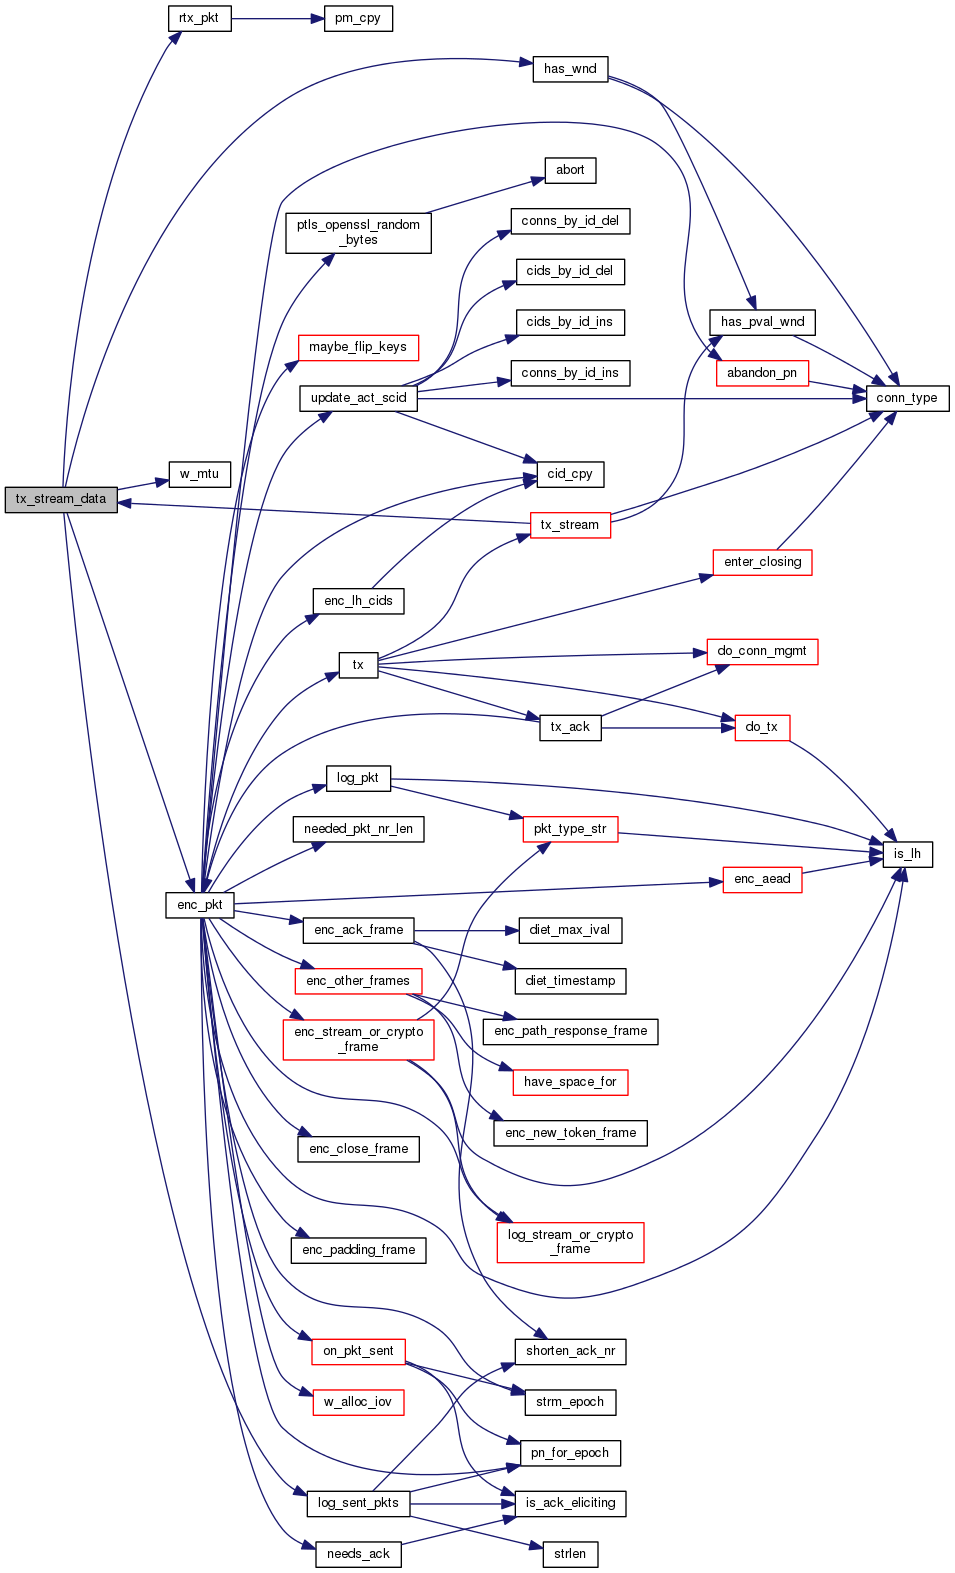 rtx_pkt
pm_cpy
has_wnd
abort
ptls_openssl_random
_bytes
conns_by_id_del
cids_by_id_del
cids_by_id_ins
has_pval_wnd
maybe_flip_keys
conns_by_id_ins
abandon_pn
update_act_scid
conn_type
w_mtu
cid_cpy
tx_stream_data
tx_stream
enter_closing
enc_lh_cids
do_conn_mgmt
tx
tx_ack
do_tx
log_pkt
needed_pkt_nr_len
pkt_type_str
is_lh
enc_aead
enc_pkt
enc_ack_frame
diet_max_ival
enc_other_frames
diet_timestamp
enc_stream_or_crypto
_frame
enc_path_response_frame
have_space_for
enc_new_token_frame
enc_close_frame
log_stream_or_crypto
_frame
enc_padding_frame
on_pkt_sent
shorten_ack_nr
w_alloc_iov
strm_epoch
pn_for_epoch
log_sent_pkts
is_ack_eliciting
needs_ack
strlen